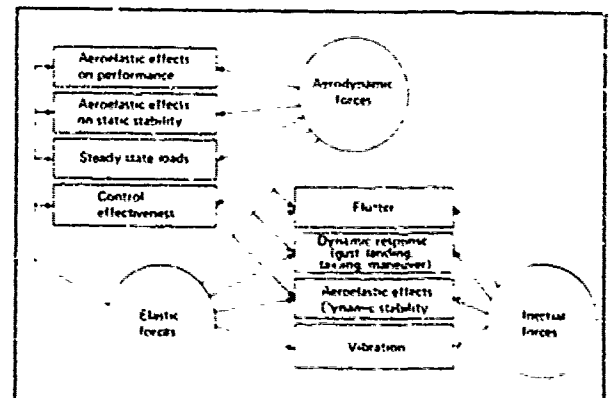 Aeroelastic effects
on performance
Aeroelastic effects
on static stability
Steady state loads
Control
effectiveness
Aerodynamic
forces
Flutter
Dynamic response
(gust, landing,
taxiing, maneuver)
Aeroelastic effects
Dynamic stability
Vibration
Elastic
forces
Inertial
forces